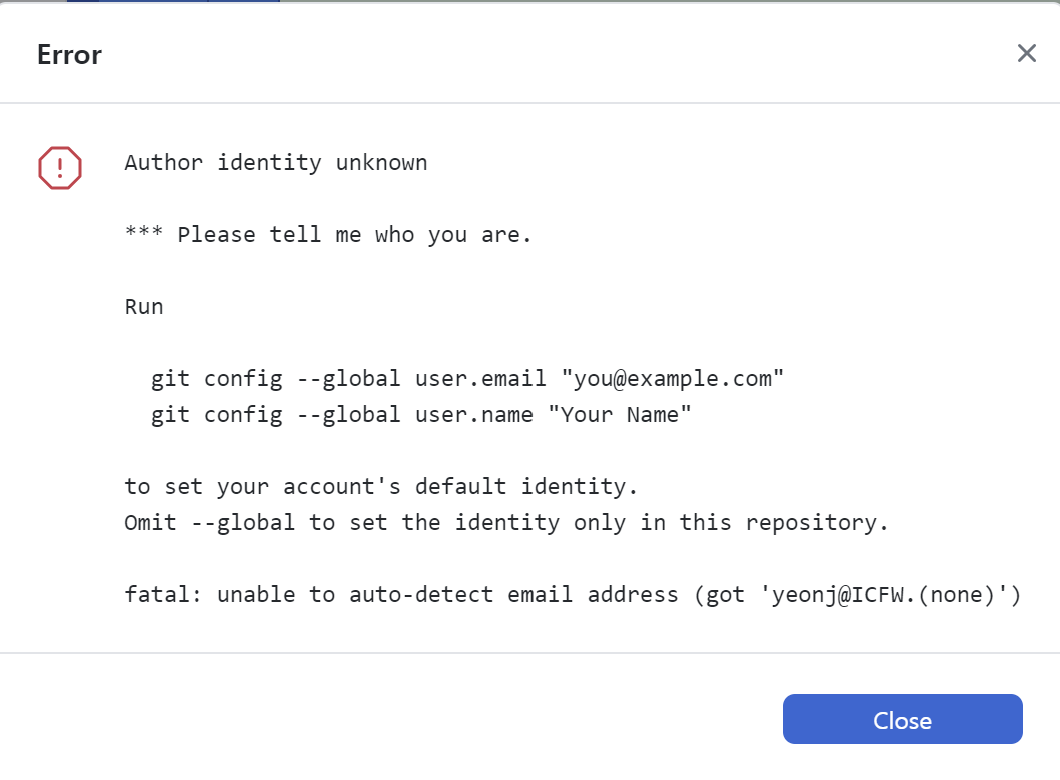 Error
Author identity unknown
*** Please tell me who you are.
Run
git config --global user.email "you@example.com"
git config --global user.name "Your Name"
to set your account's default identity.
Omit --global to set the identity only in this repository.
fatal: unable to auto-detect email address (got 'yeonj@ICFW.(none)')
Close